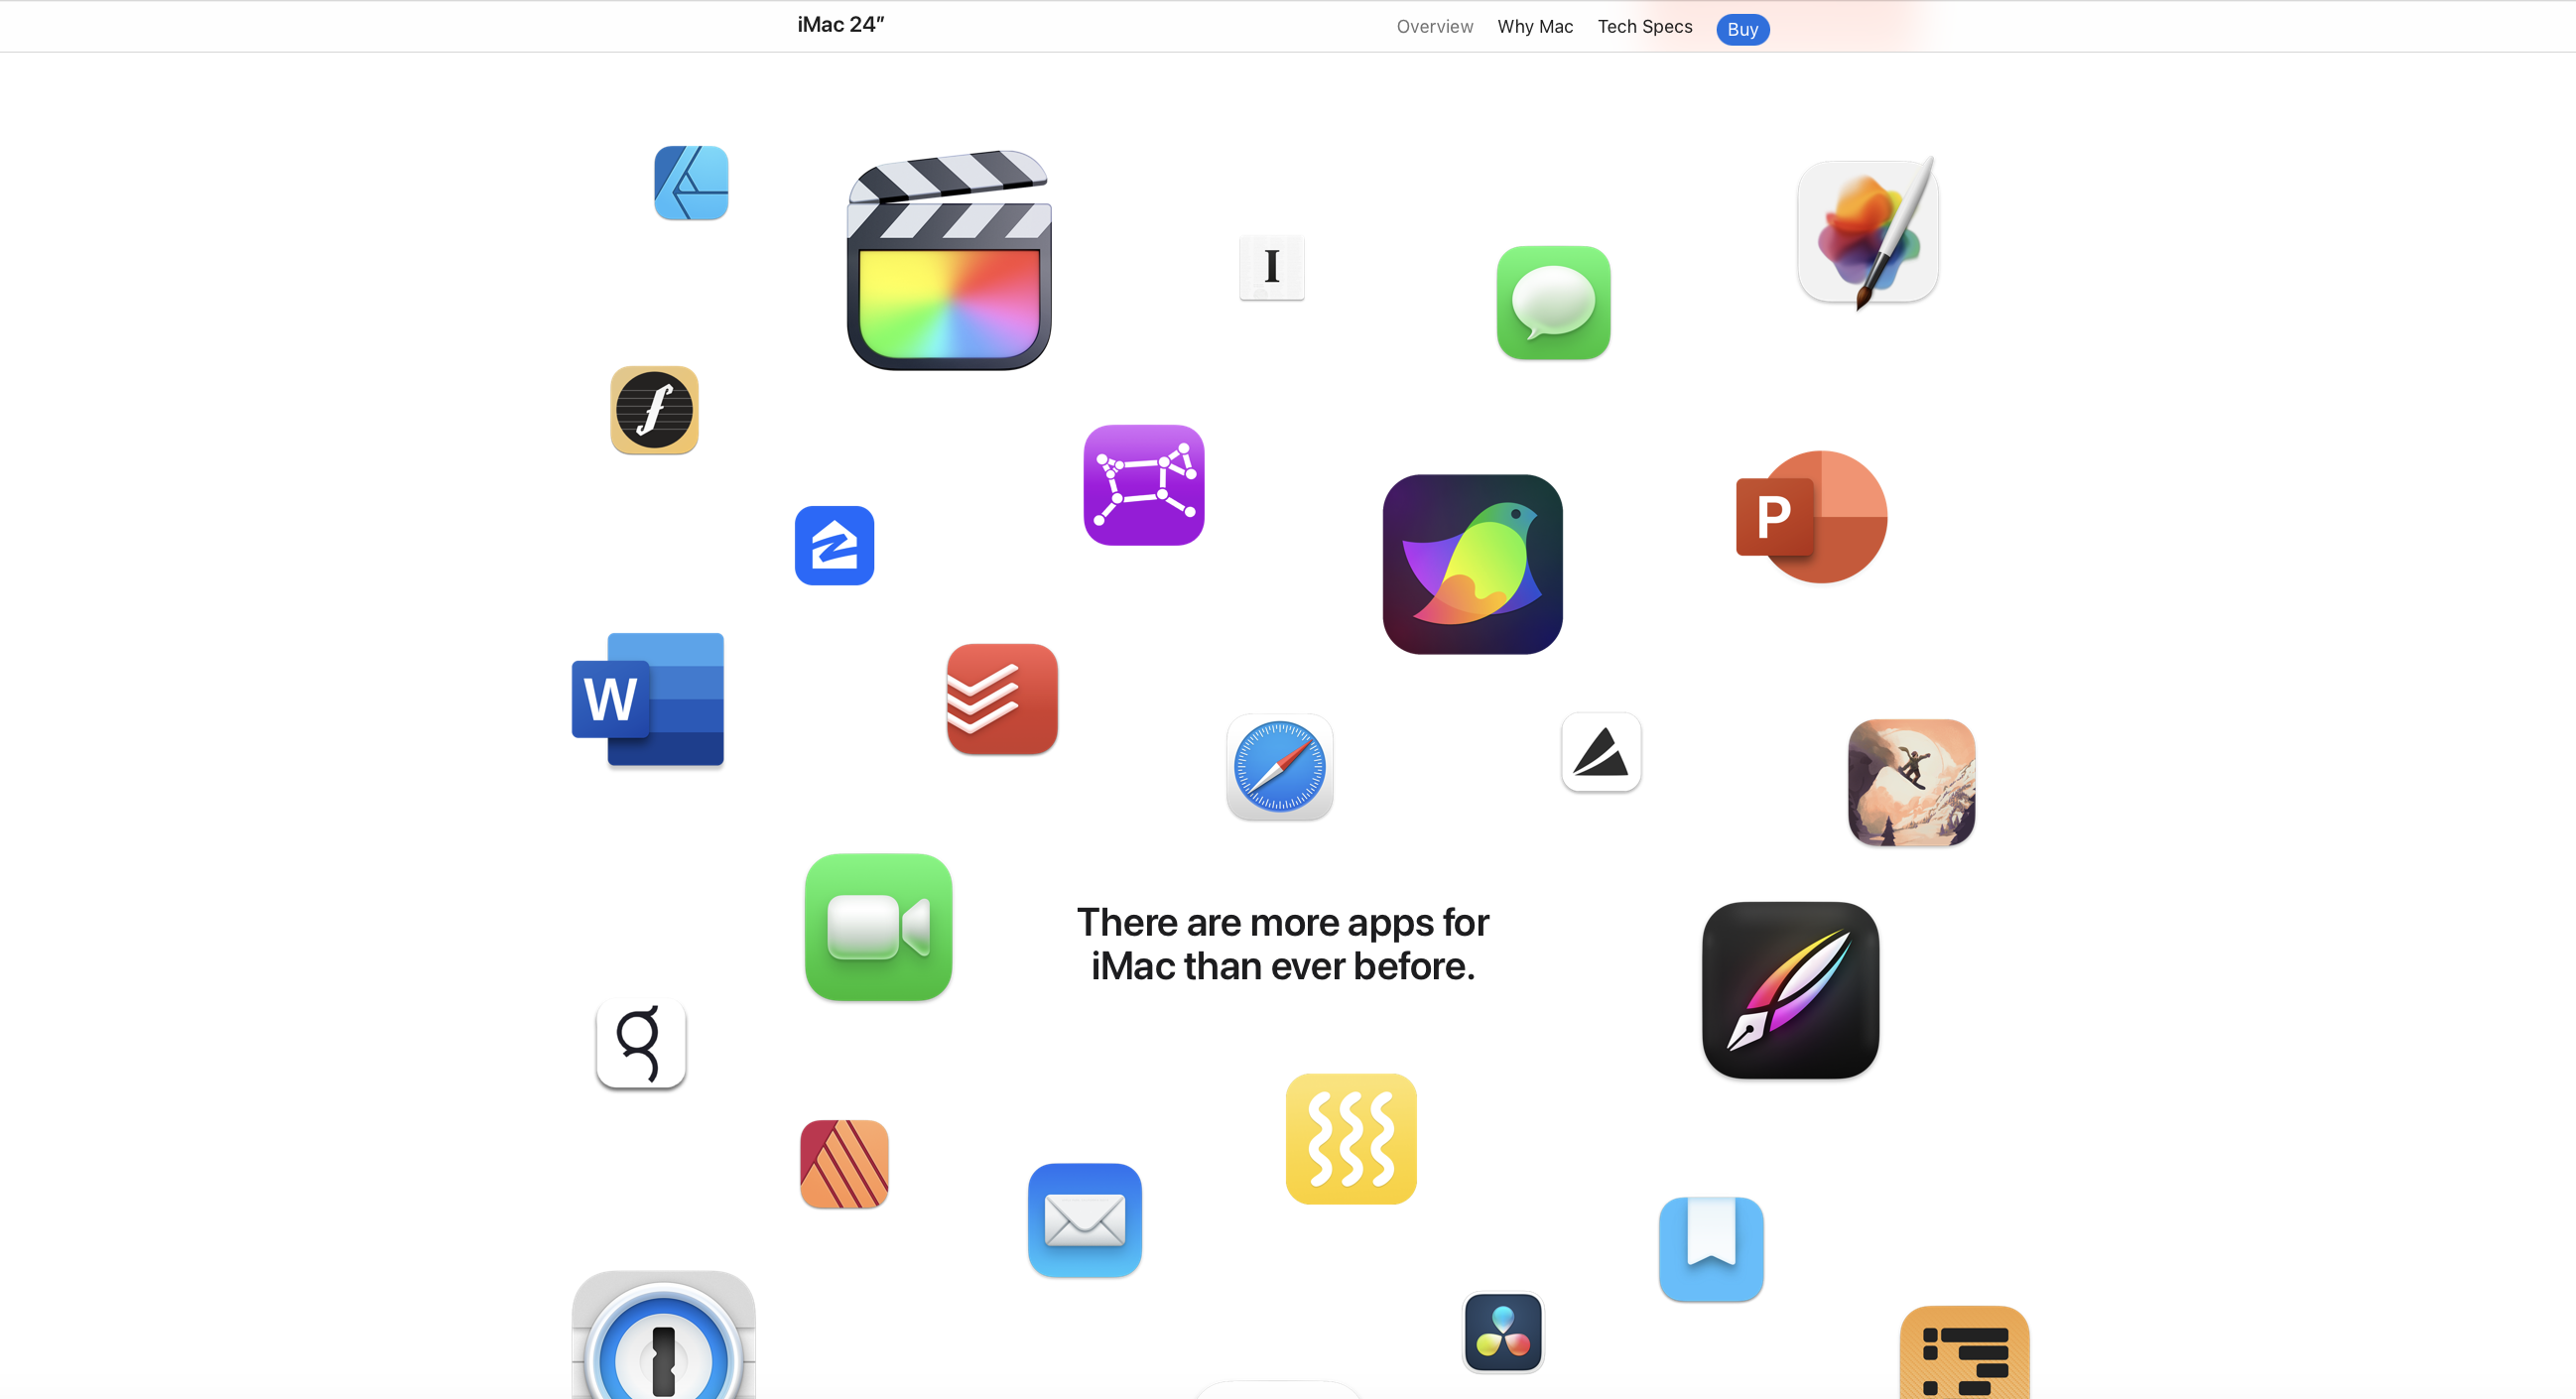 iMac 24″
Overview Why Mac Tech Specs Buy
I
f
P
W
There are more apps for
iMac than ever before.
g